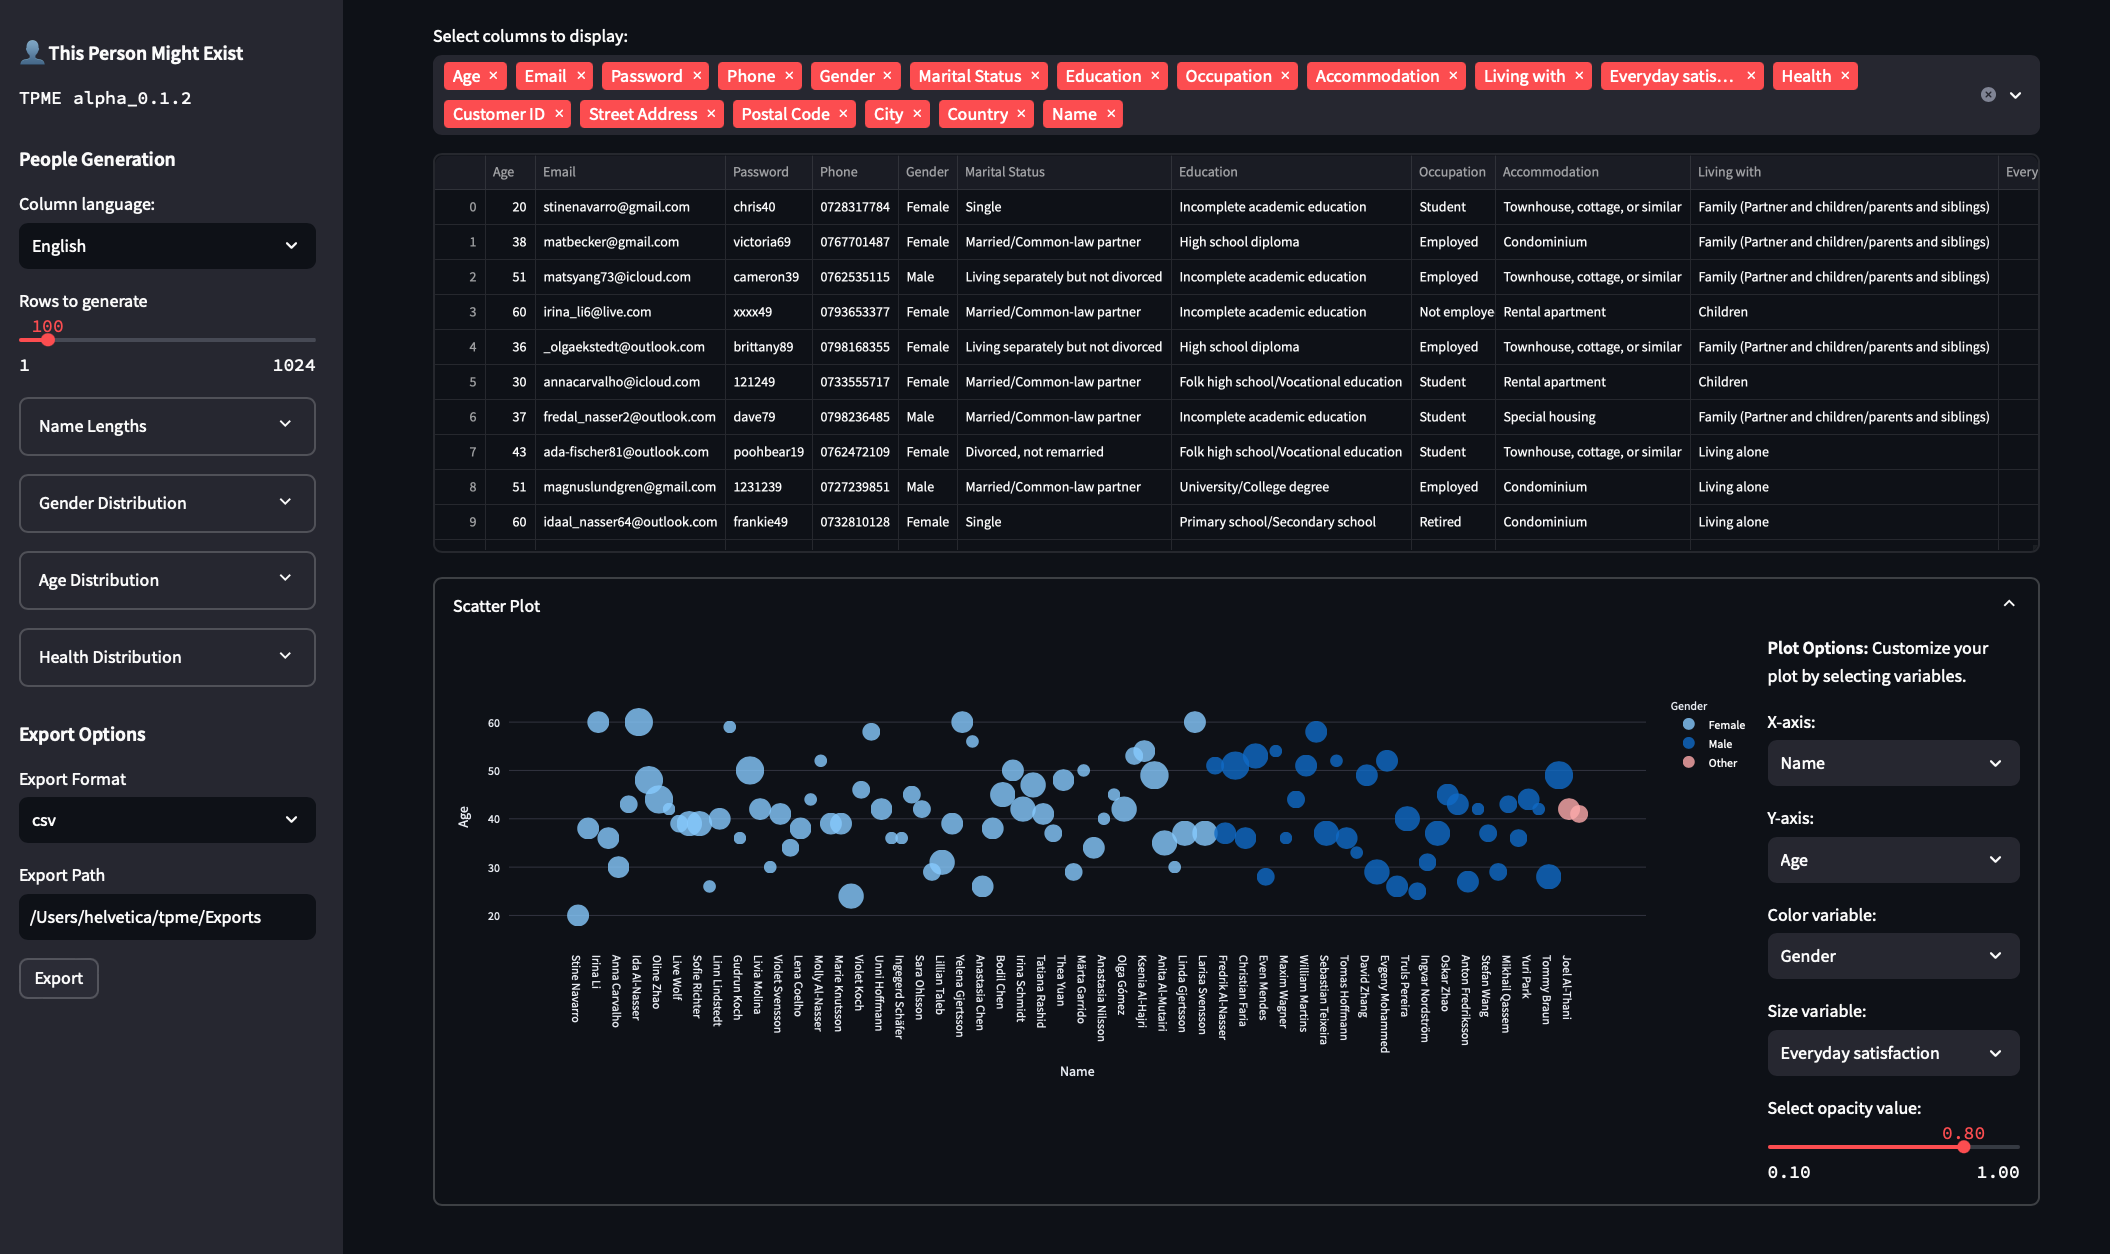 This Person Might Exist
TPME alpha_0.1.2
People Generation
Column language:
English
Rows to generate
100
1 1024
Name Lengths
Gender Distribution
Age Distribution
Health Distribution
Export Options
Export Format
csv
Export Path
/Users/helvetica/tpme/Exports
Export
Select columns to display:
Age × Email × Password × Phone × Gender × Marital Status × Education × Occupation × Accommodation × Living with × Everyday satis... × Health ×
Customer ID × Street Address × Postal Code × City × Country × Name ×
Age Email Password Phone Gender Marital Status Education Occupation Accommodation Living with Every
0 20 stinenavarro@gmail.com chris40 0728317784 Female Single Incomplete academic education Student Townhouse, cottage, or similar Family (Partner and children/parents and siblings)
1 38 matbecker@gmail.com victoria69 0767701487 Female Married/Common-law partner High school diploma Employed Condominium Family (Partner and children/parents and siblings)
2 51 matsyang73@icloud.com cameron39 0762535115 Male Living separately but not divorced Incomplete academic education Employed Townhouse, cottage, or similar Family (Partner and children/parents and siblings)
3 60 irina_li6@live.com xxxx49 0793653377 Female Married/Common-law partner Incomplete academic education Not employe Rental apartment Children
4 36 _olgaekstedt@outlook.com brittany89 0798168355 Female Living separately but not divorced High school diploma Employed Townhouse, cottage, or similar Family (Partner and children/parents and siblings)
5 30 annacarvalho@icloud.com 121249 0733555717 Female Married/Common-law partner Folk high school/Vocational education Student Rental apartment Children
6 37 fredal_nasser2@outlook.com dave79 0798236485 Male Married/Common-law partner Incomplete academic education Student Special housing Family (Partner and children/parents and siblings)
7 43 ada-fischer81@outlook.com poohbear19 0762472109 Female Divorced, not remarried Folk high school/Vocational education Student Townhouse, cottage, or similar Living alone
8 51 magnuslundgren@gmail.com 1231239 0727239851 Male Married/Common-law partner University/College degree Employed Condominium Living alone
9 60 idaal_nasser64@outlook.com frankie49 0732810128 Female Single Primary school/Secondary school Retired Condominium Living alone
Scatter Plot
60
50
40
30
20
Age
Stine Navarro
Irina Li
Anna Carvalho
Ida Al-Nasser
Oline Zhao
Live Wolf
Sofie Richter
Linn Lindstedt
Gudrun Koch
Livia Molina
Violet Svensson
Lena Coelho
Molly Al-Nasser
Marie Knutsson
Violet Koch
Unni Hoffmann
Ingegerd Schäfer
Sara Ohlsson
Lillian Taleb
Yelena Gjertsson
Anastasia Chen
Bodil Chen
Irina Schmidt
Tatiana Rashid
Thea Yuan
Märta Garrido
Anastasia Nilsson
Olga Gómez
Ksenia Al-Hajri
Anita Al-Mutairi
Linda Gjertsson
Larisa Svensson
Fredrik Al-Nasser
Christian Faria
Even Mendes
Maxim Wagner
William Martins
Sebastian Teixeira
Tomas Hoffmann
David Zhang
Evgeny Mohammed
Truls Pereira
Ingvar Nordström
Oskar Zhao
Anton Fredriksson
Stefan Wang
Mikhail Qassem
Yuri Park
Tommy Braun
Joel Al-Thani
Name
Gender
Female
Male
Other
Plot Options: Customize your
plot by selecting variables.
X-axis:
Name
Y-axis:
Age
Color variable:
Gender
Size variable:
Everyday satisfaction
Select opacity value:
0.80
0.10 1.00